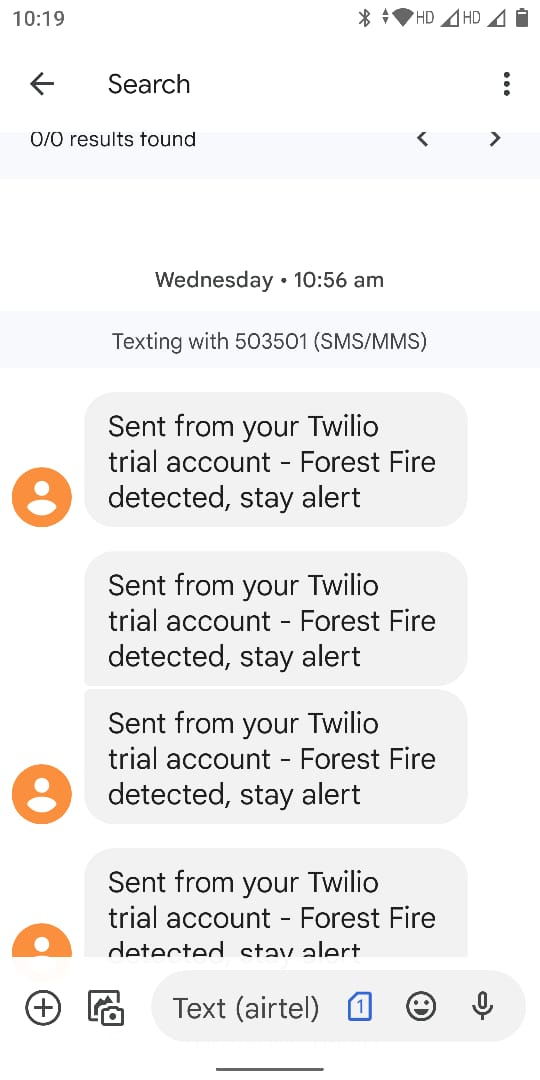 10:19
HD
HD
Search
0/0 results found
Wednesday • 10:56 am
Texting with 503501 (SMS/MMS)
Sent from your Twilio
trial account - Forest Fire
detected, stay alert
Sent from your Twilio
trial account - Forest Fire
detected, stay alert
Sent from your Twilio
trial account - Forest Fire
detected, stay alert
Sent from your Twilio
trial account - Forest Fire
detected, stay alert
Text (airtel)
1